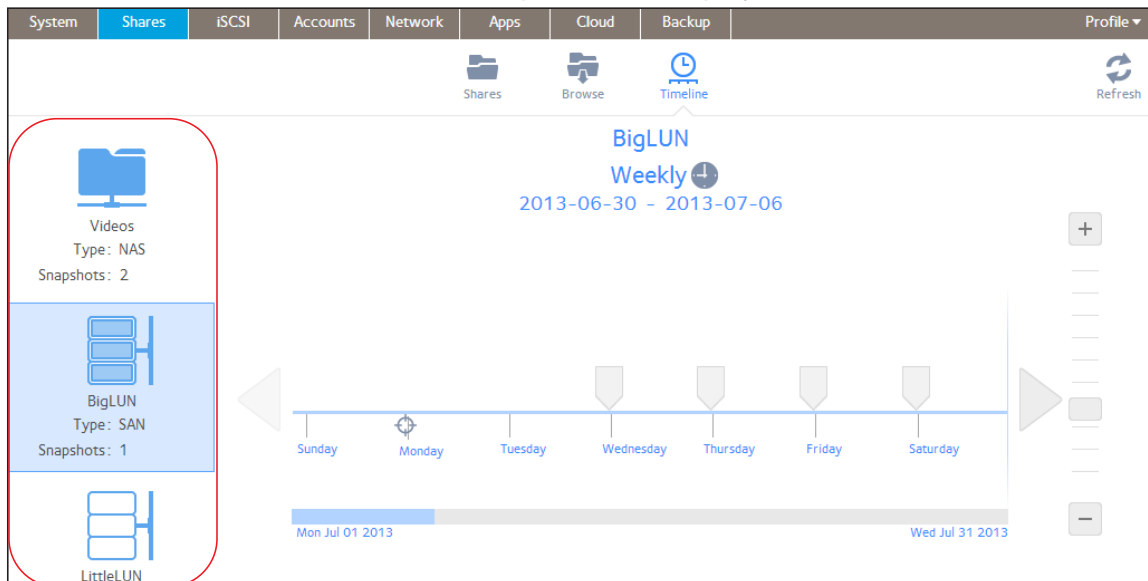 System Shares iSCSI Accounts Network Apps Cloud Backup Profile ▾
Shares Browse Timeline Refresh
Videos
Type: NAS
Snapshots: 2
BigLUN
Type: SAN
Snapshots: 1
LittleLUN
BigLUN
Weekly
2013-06-30 - 2013-07-06
+
Sunday Monday Tuesday Wednesday Thursday Friday Saturday
Mon Jul 01 2013 Wed Jul 31 2013
−